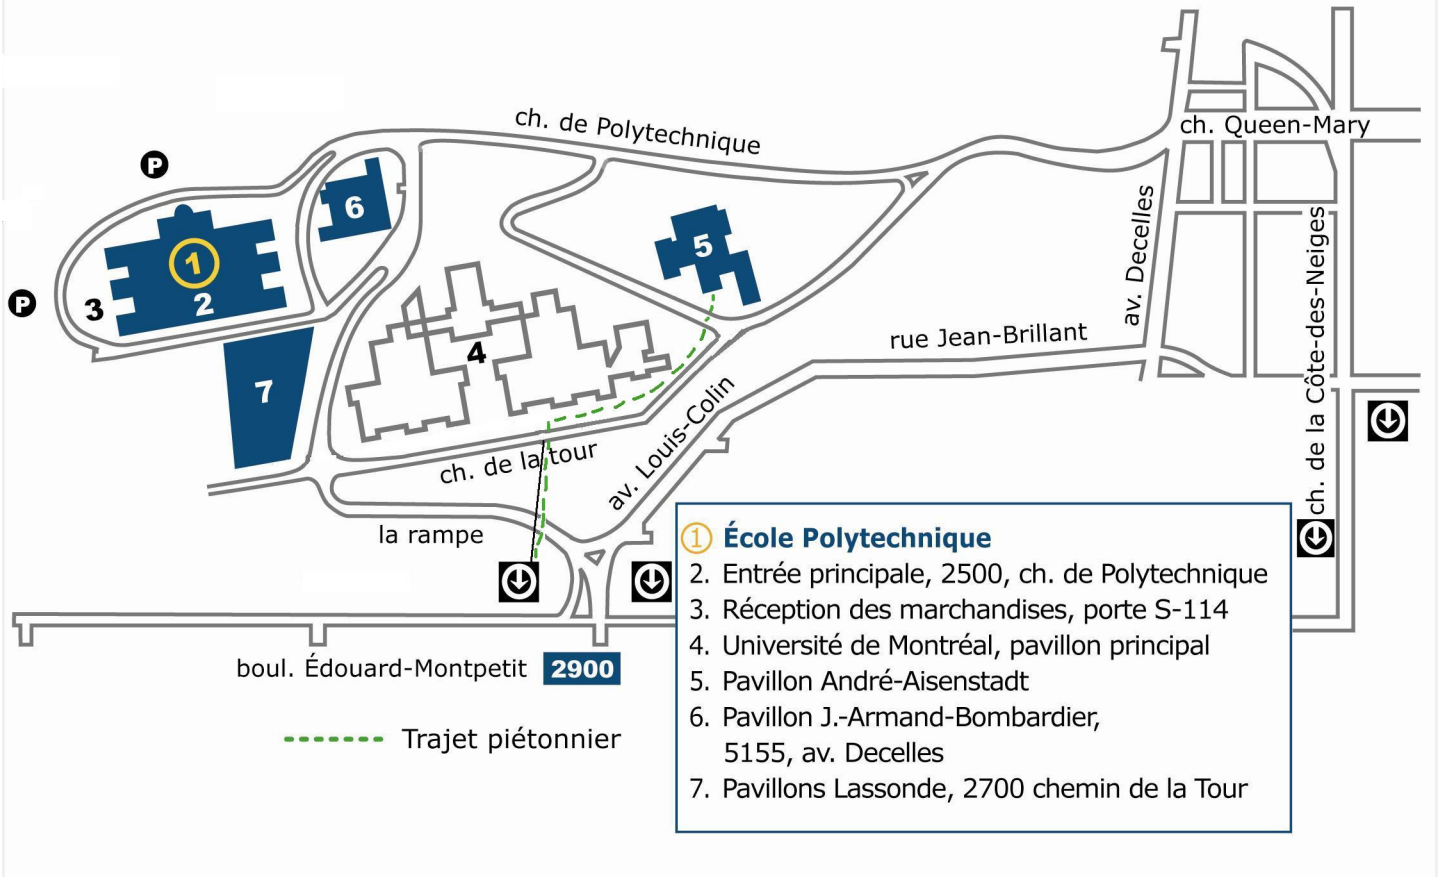 ch. de Polytechnique
ch. Queen-Mary
P
6
av. Decelles
1
5
ch. de la Côte-des-Neiges
P
3
2
rue Jean-Brillant
4
7
av. Louis-Colin
ch. de la tour
la rampe
1 École Polytechnique
2. Entrée principale, 2500, ch. de Polytechnique
3. Réception des marchandises, porte S-114
4. Université de Montréal, pavillon principal
5. Pavillon André-Aisenstadt
6. Pavillon J.-Armand-Bombardier,
5155, av. Decelles
7. Pavillons Lassonde, 2700 chemin de la Tour
boul. Édouard-Montpetit 2900
Trajet piétonnier